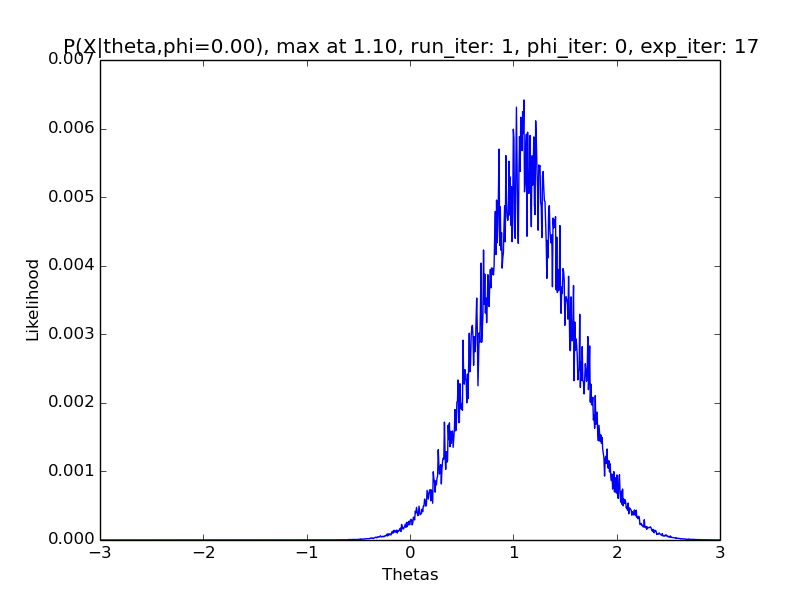 P(X|theta,phi=0.00), max at 1.10, run_iter: 1, phi_iter: 0, exp_iter: 17
0.007
0.006
0.005
0.004
0.003
0.002
0.001
0.000
Likelihood
−3 −2 −1 0 1 2 3
Thetas